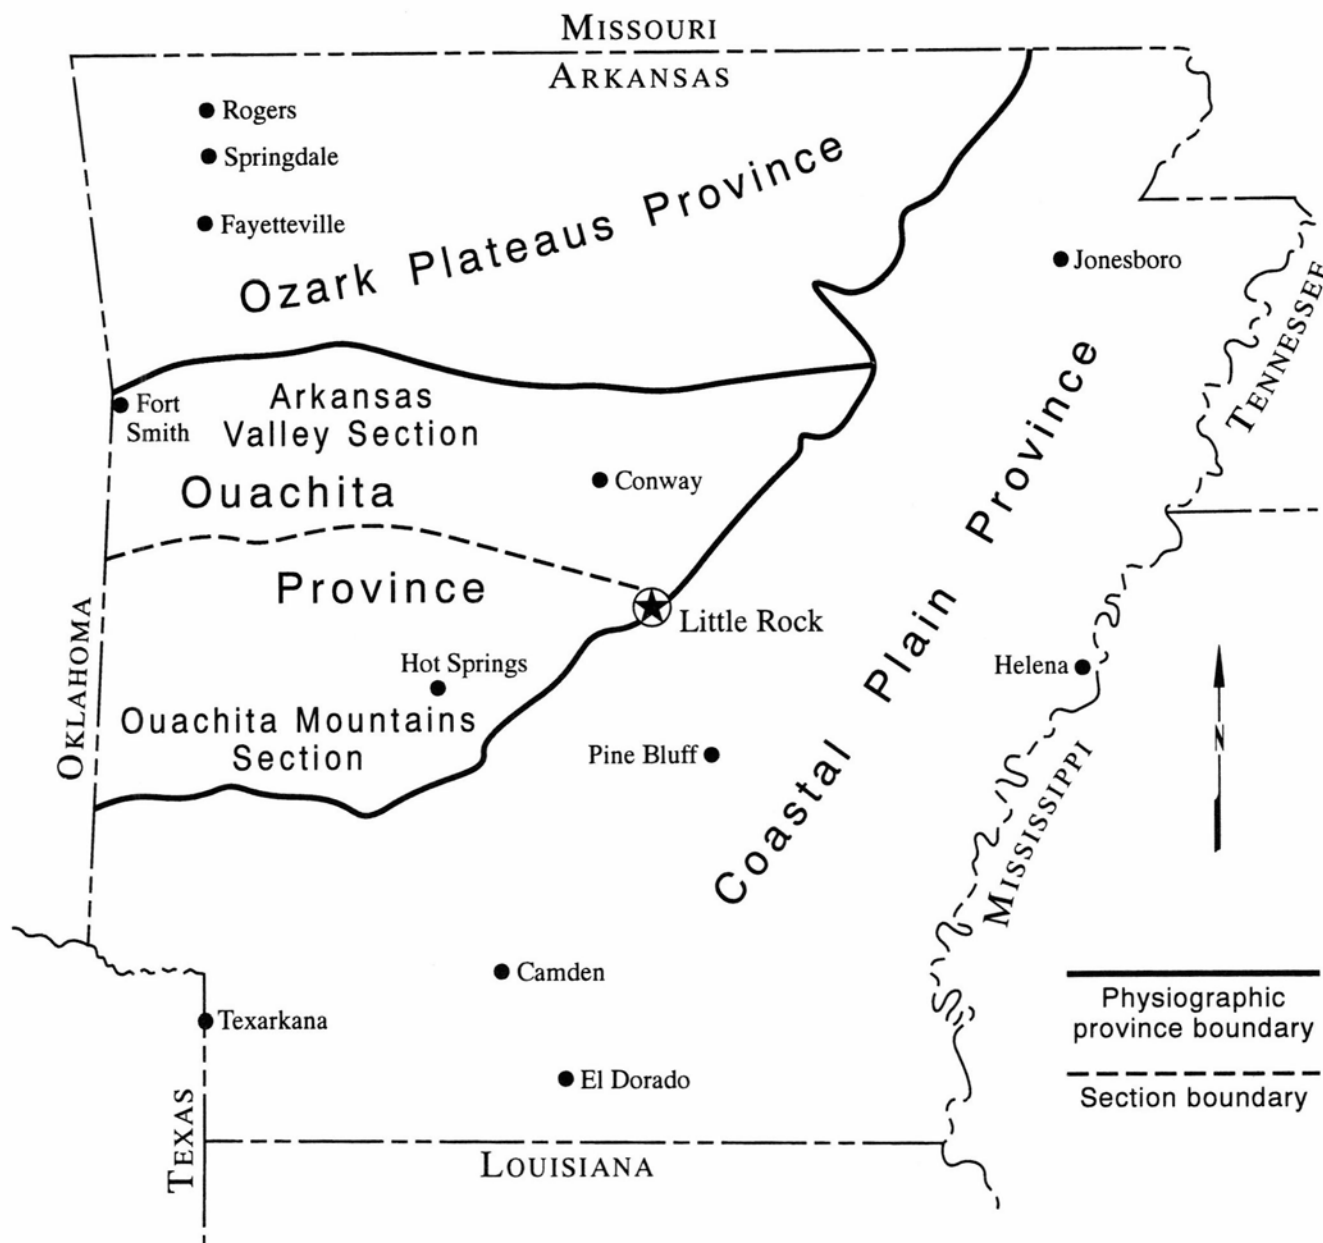 MISSOURI
ARKANSAS
Rogers
Springdale
Fayetteville
Ozark Plateaus Province
Jonesboro
TENNESSEE
Fort
Smith
Arkansas
Valley Section
Ouachita
Conway
Province
Little Rock
Coastal Plain Province
OKLAHOMA
Hot Springs
Ouachita Mountains
Section
Helena
Pine Bluff
MISSISSIPPI
N
Camden
Texarkana
El Dorado
Physiographic
province boundary
Section boundary
TEXAS
LOUISIANA